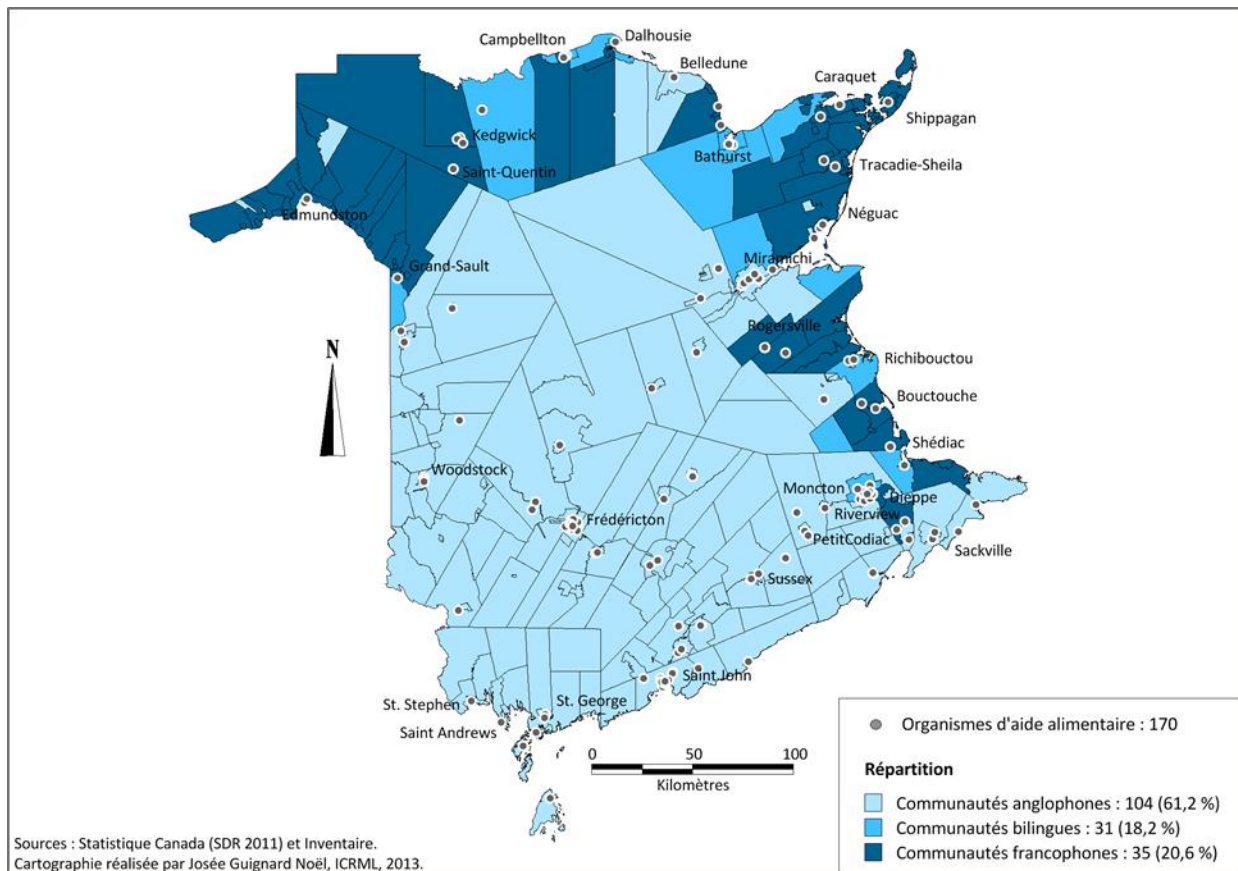 Campbellton
Dalhousie
Belledune
Caraquet
Shippagan
Kedgwick
Bathurst
Saint-Quentin
Tracadie-Sheila
Edmundston
Néguac
Miramichi
Grand-Sault
Rogersville
N
Richibouctou
Bouctouche
Shédiac
Woodstock
Moncton
Dieppe
Frédéricton
Riverview
PetitCodiac
Sackville
Sussex
Saint John
St. Stephen
St. George
Saint Andrews
0 50 100
Kilomètres
Organismes d'aide alimentaire : 170
Répartition
Communautés anglophones : 104 (61,2 %)
Communautés bilingues : 31 (18,2 %)
Communautés francophones : 35 (20,6 %)
Sources : Statistique Canada (SDR 2011) et Inventaire.
Cartographie réalisée par Josée Guignard Noël, ICRML, 2013.